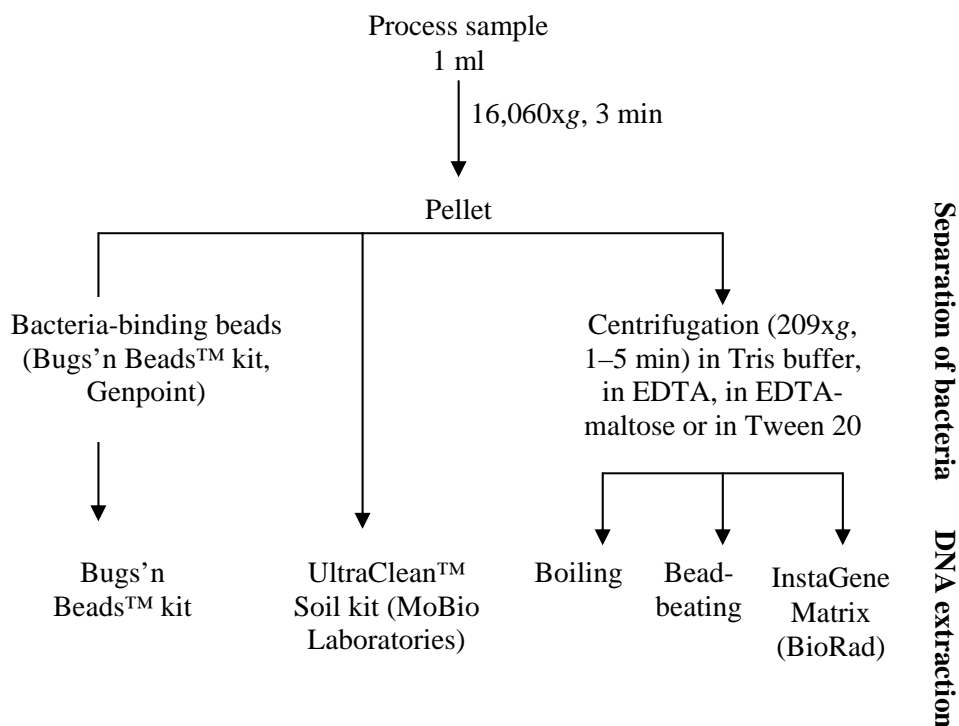 Process sample
1 ml
16,060xg, 3 min
Pellet
Bacteria-binding beads
(Bugs’n Beads™ kit,
Genpoint)
Centrifugation (209xg,
1–5 min) in Tris buffer,
in EDTA, in EDTA-
maltose or in Tween 20
Separation of bacteria
Bugs’n
Beads™ kit
UltraClean™
Soil kit (MoBio
Laboratories)
Boiling
Bead-
beating
InstaGene
Matrix
(BioRad)
DNA extraction